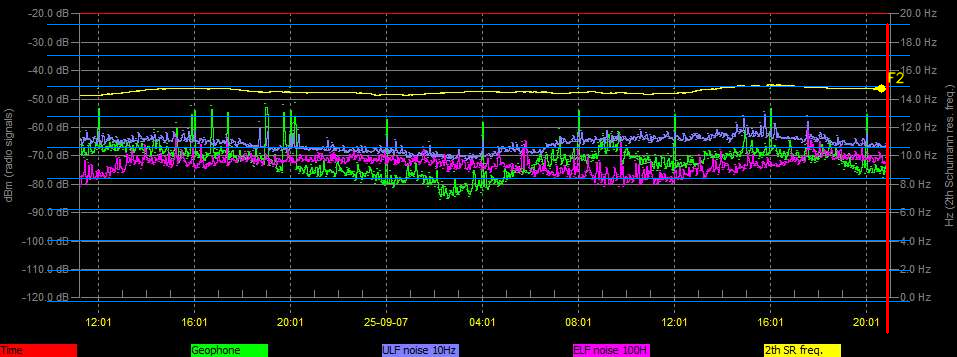 -20.0 dB 20.0 Hz
-30.0 dB 18.0 Hz
-40.0 dB 16.0 Hz
F2
-50.0 dB 14.0 Hz
-60.0 dB 12.0 Hz
-70.0 dB 10.0 Hz
-80.0 dB 8.0 Hz
-90.0 dB 6.0 Hz
-100.0 dB 4.0 Hz
-110.0 dB 2.0 Hz
-120.0 dB 0.0 Hz
dBm (radio signals)
Hz (2th Schumann res. freq.)
12:01 16:01 20:01 25-09-07 04:01 08:01 12:01 16:01 20:01
Time Geophone ULF noise 10Hz ELF noise 100H 2th SR freq.